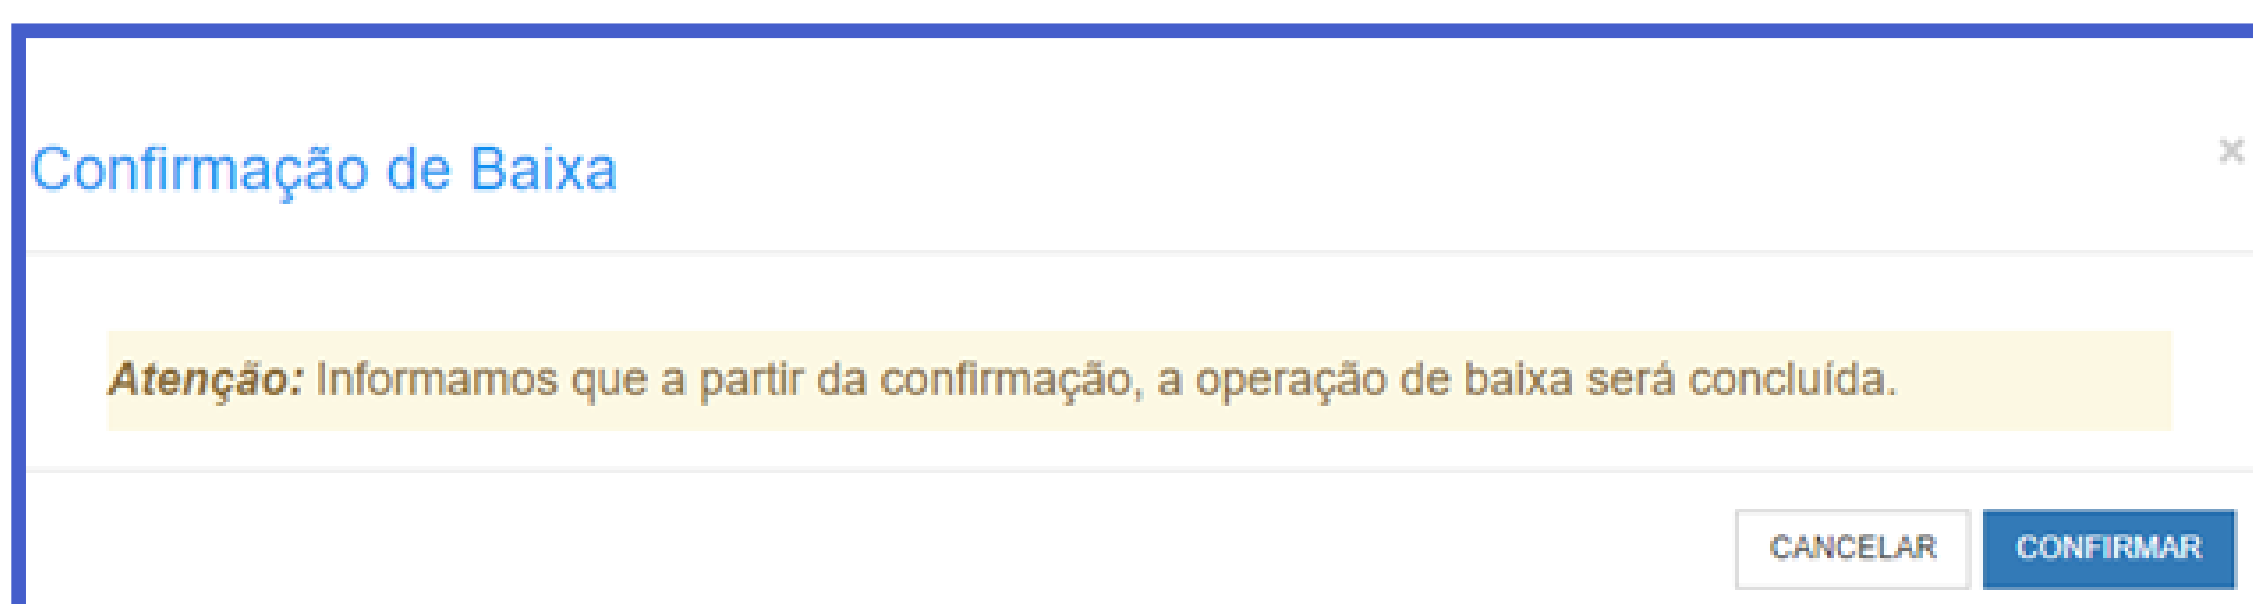 Confirmação de Baixa
×
Atenção: Informamos que a partir da confirmação, a operação de baixa será concluída.
CANCELAR CONFIRMAR